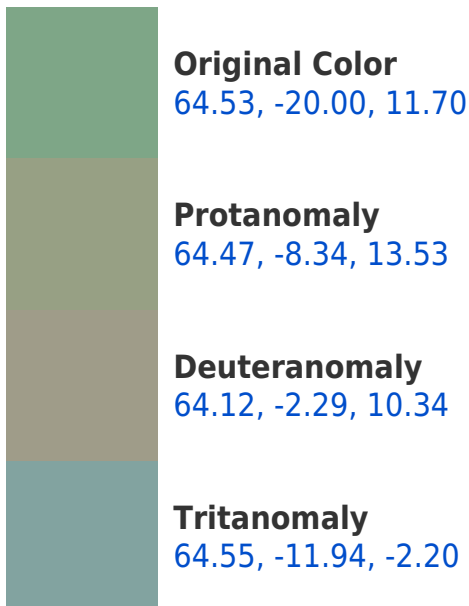 Original Color
64.53, -20.00, 11.70
Protanomaly
64.47, -8.34, 13.53
Deuteranomaly
64.12, -2.29, 10.34
Tritanomaly
64.55, -11.94, -2.20